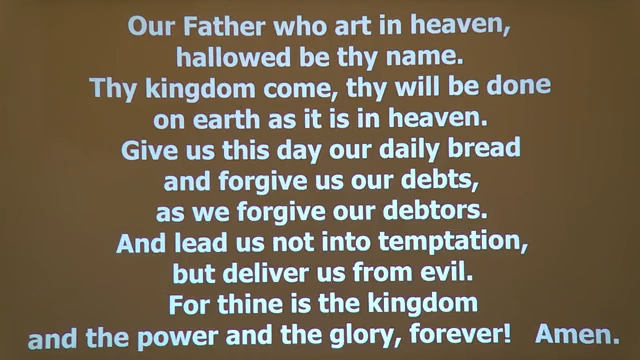 Our Father who art in heaven,
hallowed be thy name.
Thy kingdom come, thy will be done
on earth as it is in heaven.
Give us this day our daily bread
and forgive us our debts,
as we forgive our debtors.
And lead us not into temptation,
but deliver us from evil.
For thine is the kingdom
and the power and the glory, forever! Amen.